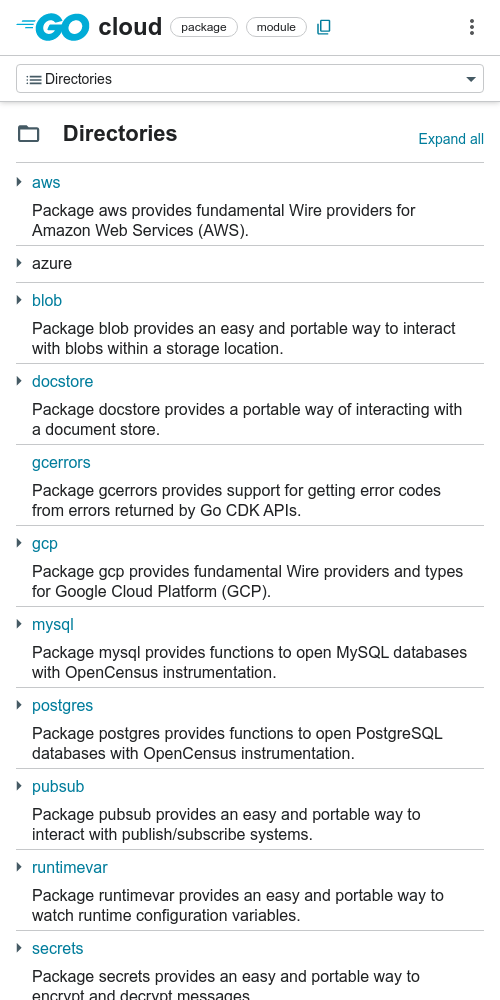 GO cloud package module
Directories
Directories
Expand all
aws
Package aws provides fundamental Wire providers for
Amazon Web Services (AWS).
azure
blob
Package blob provides an easy and portable way to interact
with blobs within a storage location.
docstore
Package docstore provides a portable way of interacting with
a document store.
gcerrors
Package gcerrors provides support for getting error codes
from errors returned by Go CDK APIs.
gcp
Package gcp provides fundamental Wire providers and types
for Google Cloud Platform (GCP).
mysql
Package mysql provides functions to open MySQL databases
with OpenCensus instrumentation.
postgres
Package postgres provides functions to open PostgreSQL
databases with OpenCensus instrumentation.
pubsub
Package pubsub provides an easy and portable way to
interact with publish/subscribe systems.
runtimevar
Package runtimevar provides an easy and portable way to
watch runtime configuration variables.
secrets
Package secrets provides an easy and portable way to
encrypt and decrypt messages.